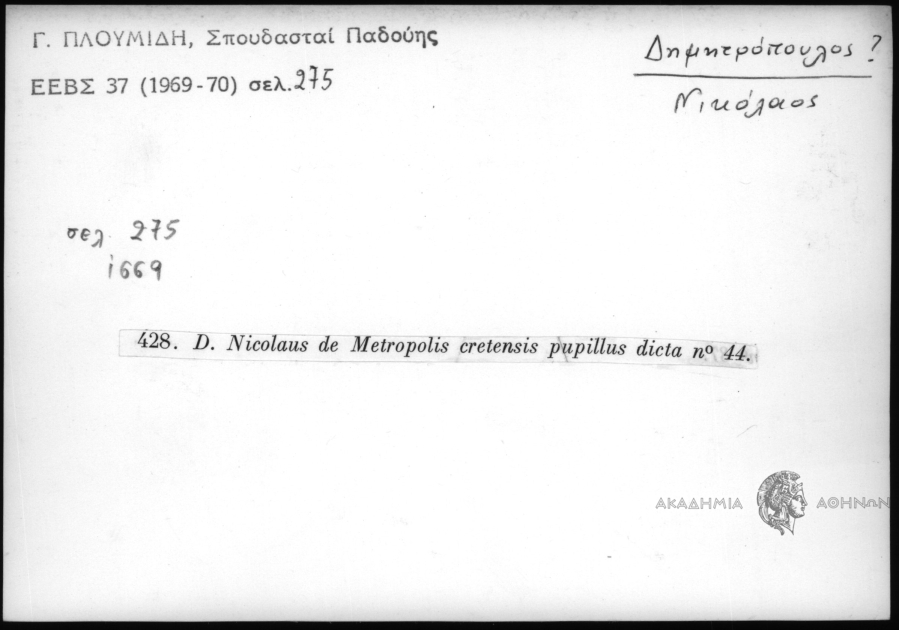 Γ. ΠΛΟΥΜΙΔΗ, Σπουδασταί Παδούης
ΕΕΒΣ 37 (1969-70) σελ. 275
Δημητρόπουλος ?
Νικόλαος
σελ. 275
1669
428. D. Nicolaus de Metropolis cretensis pupillus dicta nº 44.
ΑΚΑΔΗΜΙΑ ΑΘΗΝΩΝ